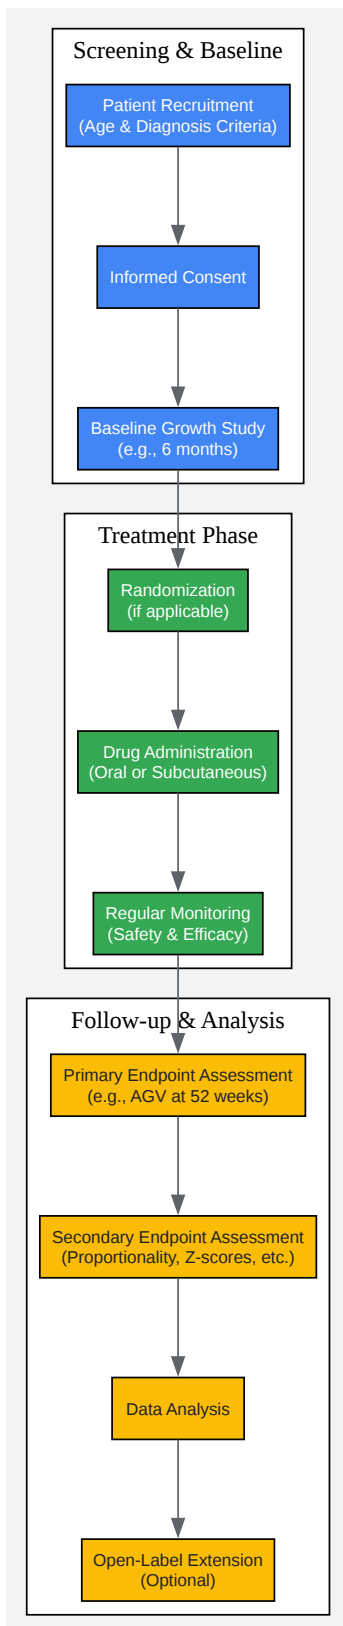 Screening & Baseline
Patient Recruitment
(Age & Diagnosis Criteria)
Informed Consent
Baseline Growth Study
(e.g., 6 months)
Treatment Phase
Randomization
(if applicable)
Drug Administration
(Oral or Subcutaneous)
Regular Monitoring
(Safety & Efficacy)
Follow-up & Analysis
Primary Endpoint Assessment
(e.g., AGV at 52 weeks)
Secondary Endpoint Assessment
(Proportionality, Z-scores, etc.)
Data Analysis
Open-Label Extension
(Optional)